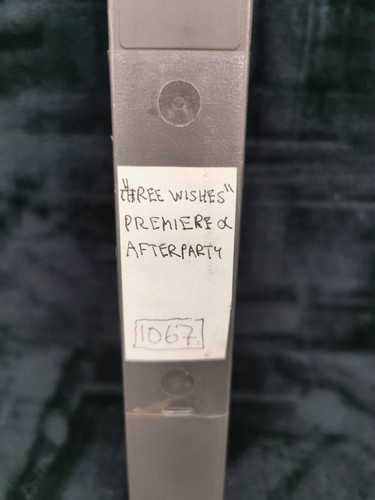 "THREE WISHES"
PREMIERE &
AFTERPARTY
1067